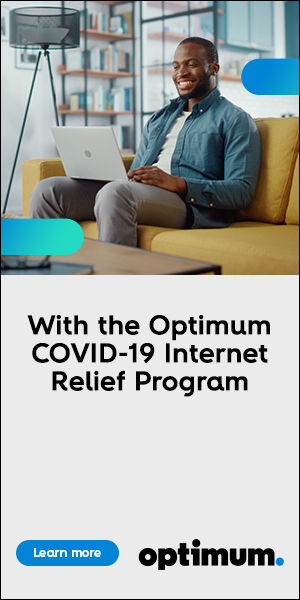 With the Optimum
COVID-19 Internet
Relief Program
Learn more
optimum.